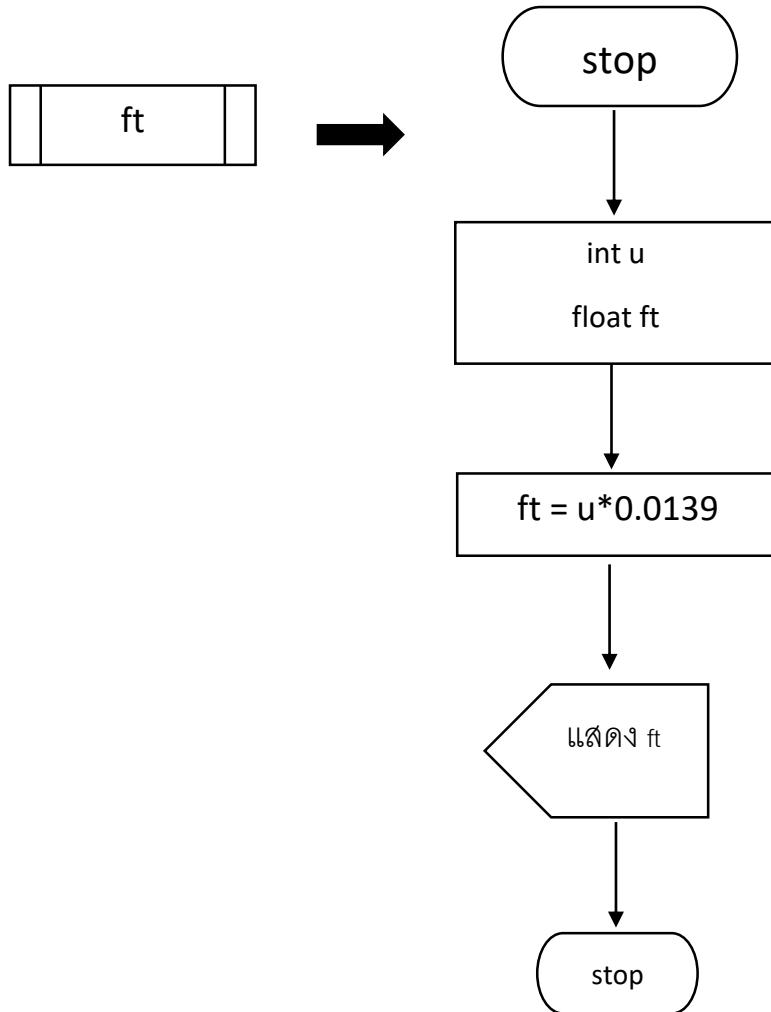 ft
stop
int u
float ft
ft = u*0.0139
แสดง ft
stop